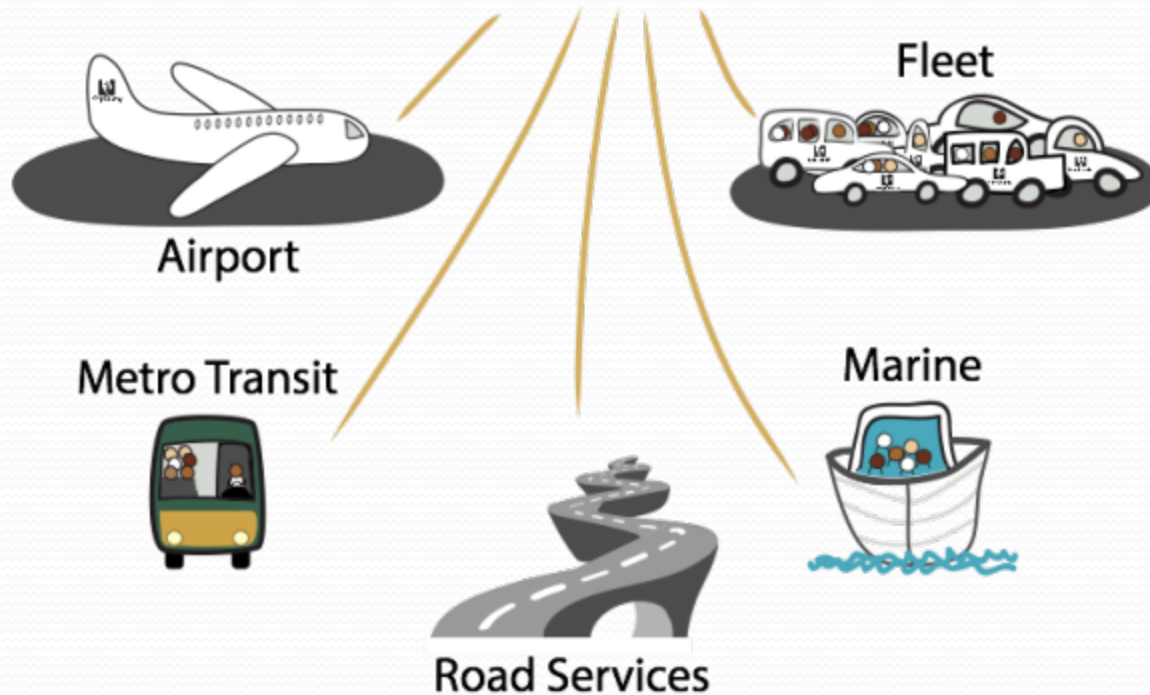 Fleet
Airport
Metro Transit
Marine
Road Services